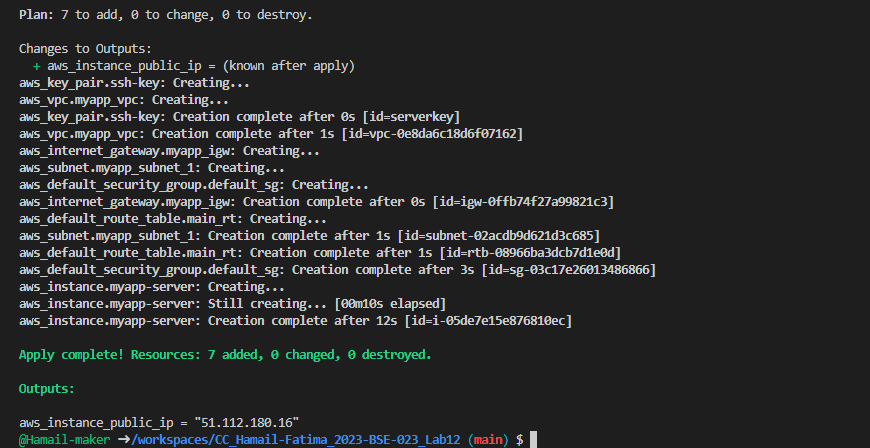 Plan: 7 to add, 0 to change, 0 to destroy.
Changes to Outputs:
+ aws_instance_public_ip = (known after apply)
aws_key_pair.ssh-key: Creating...
aws_vpc.myapp_vpc: Creating...
aws_key_pair.ssh-key: Creation complete after 0s [id=serverkey]
aws_vpc.myapp_vpc: Creation complete after 1s [id=vpc-0e8da6c18d6f07162]
aws_internet_gateway.myapp_igw: Creating...
aws_subnet.myapp_subnet_1: Creating...
aws_default_security_group.default_sg: Creating...
aws_internet_gateway.myapp_igw: Creation complete after 0s [id=igw-0ffb74f27a99821c3]
aws_default_route_table.main_rt: Creating...
aws_subnet.myapp_subnet_1: Creation complete after 1s [id=subnet-02acdb9d621d3c685]
aws_default_route_table.main_rt: Creation complete after 1s [id=rtb-08966ba3dcb7d1e0d]
aws_default_security_group.default_sg: Creation complete after 3s [id=sg-03c17e26013486866]
aws_instance.myapp-server: Creating...
aws_instance.myapp-server: Still creating... [00m10s elapsed]
aws_instance.myapp-server: Creation complete after 12s [id=i-05de7e15e876810ec]
Apply complete! Resources: 7 added, 0 changed, 0 destroyed.
Outputs:
aws_instance_public_ip = "51.112.180.16"
@Hamail-maker ➜/workspaces/CC_Hamail-Fatima_2023-BSE-023_Lab12 (main) $